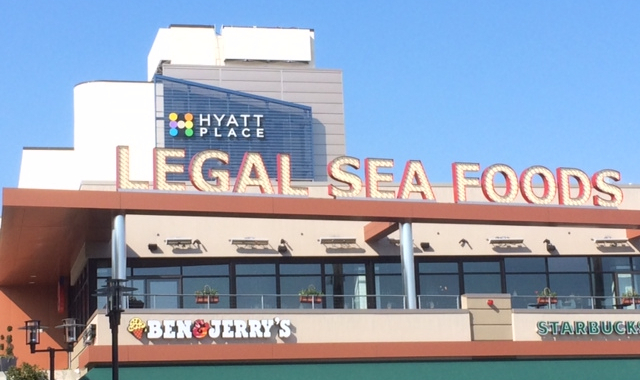 HYATT
PLACE
LEGAL SEA FOODS
BEN & JERRY'S
STARBUCKS